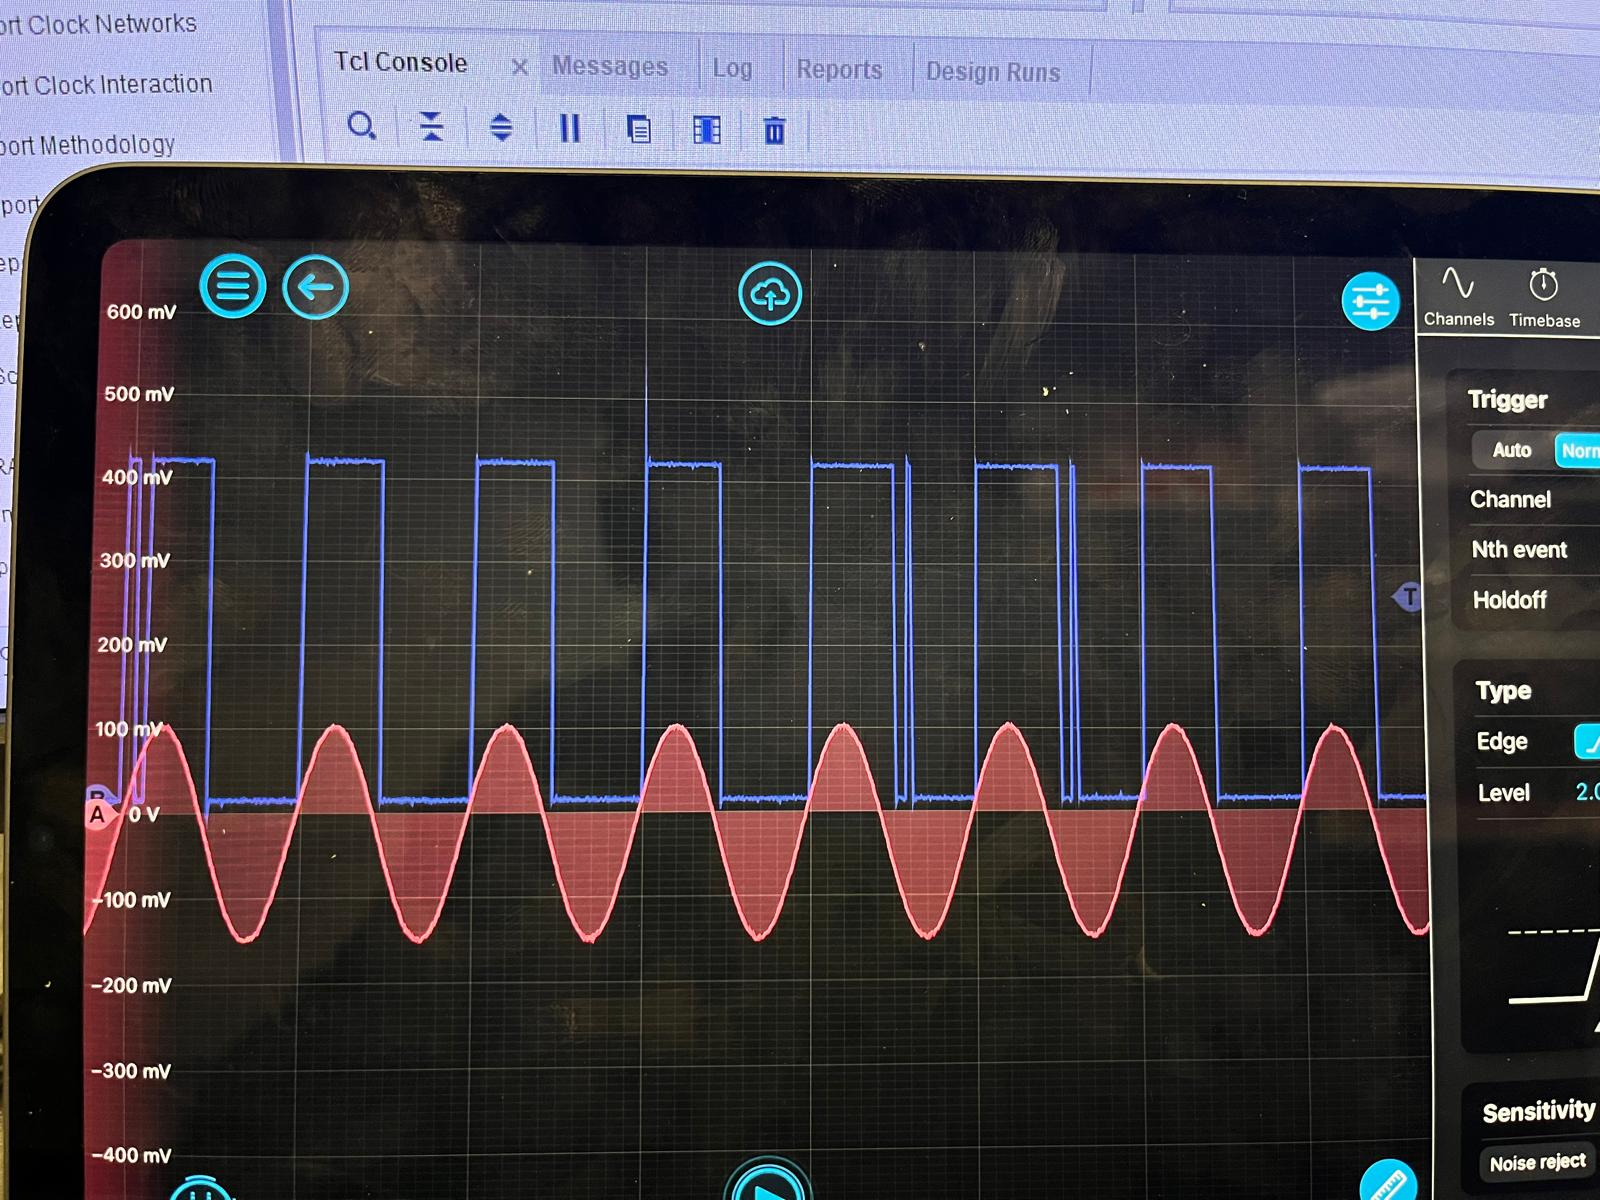 ort Clock Networks
ort Clock Interaction
port Methodology
port
Tcl Console × Messages Log Reports Design Runs
600 mV
500 mV
400 mV
300 mV
200 mV
100 mV
0 V
-100 mV
-200 mV
-300 mV
-400 mV
A
T
Channels Timebase
Trigger
Auto Norm
Channel
Nth event
Holdoff
Type
Edge
Level 2.0
Sensitivity
Noise reject